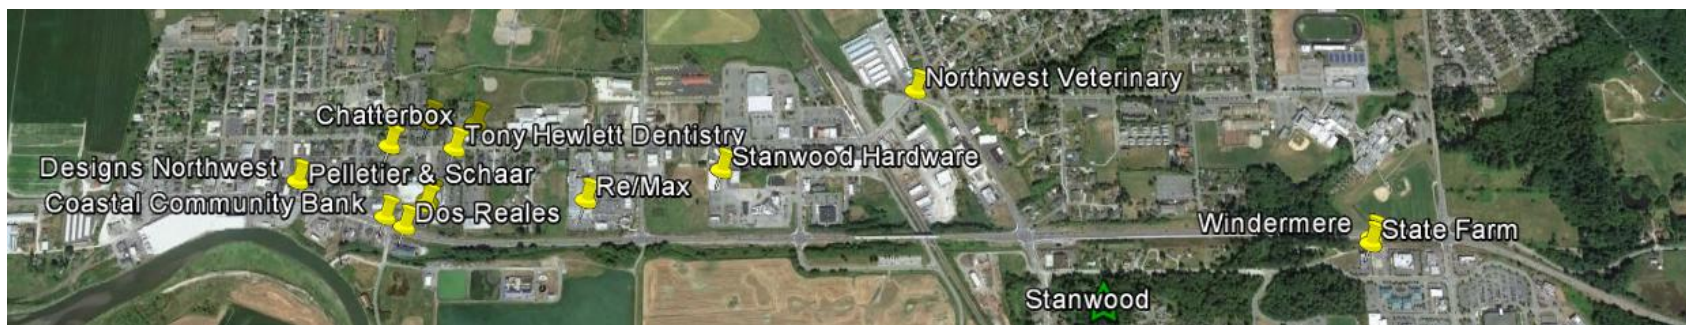 Northwest Veterinary
Chatterbox
Tony Hewlett Dentistry
Stanwood Hardware
Designs Northwest
Pelletier & Schaar
Re/Max
Coastal Community Bank
Dos Reales
Windermere
State Farm
Stanwood